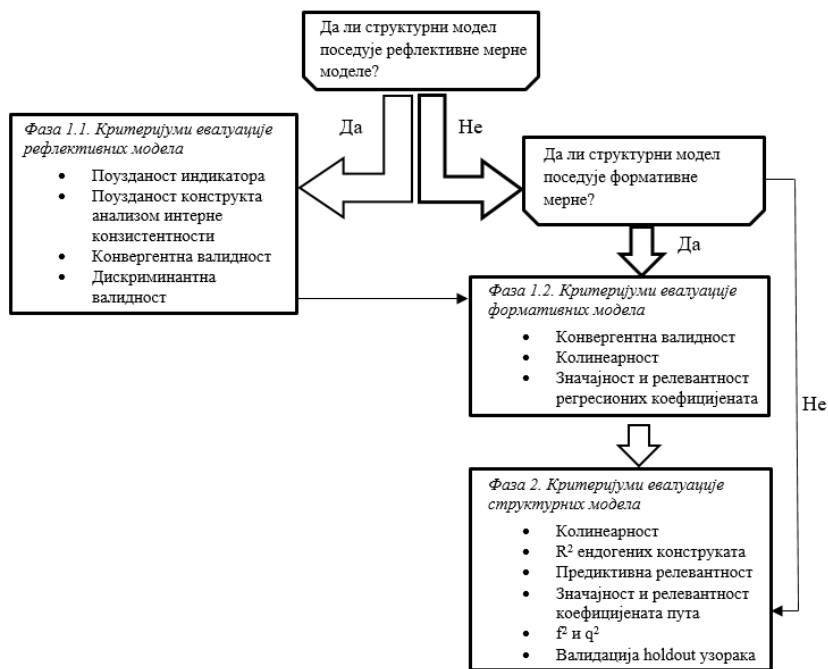 Да ли структурни модел
поседује рефлективне мерне
моделе?
Да
Не
Фаза 1.1. Критеријуми евалуације
рефлективних модела
• Поузданост индикатора
• Поузданост конструкта
анализом интерне
конзистентности
• Конвергентна валидност
• Дискриминантна
валидност
Да ли структурни модел
поседује формативне
мерне?
Да
Фаза 1.2. Критеријуми евалуације
формативних модела
• Конвергентна валидност
• Колинеарност
• Значајност и релевантност
регресионих коефицијената
Не
Фаза 2. Критеријуми евалуације
структурних модела
• Колинеарност
• R² ендогених конструката
• Предиктивна релевантност
• Значајност и релевантност
коефицијената пута
• f² и q²
• Валидација holdout узорака